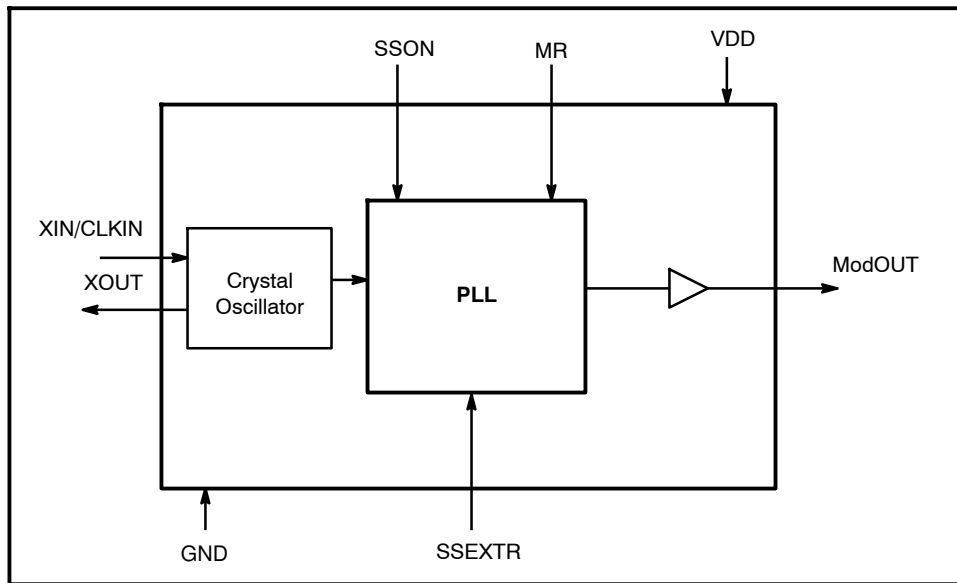 SSON
MR
VDD
XIN/CLKIN
XOUT
Crystal
Oscillator
PLL
ModOUT
GND
SSEXTR